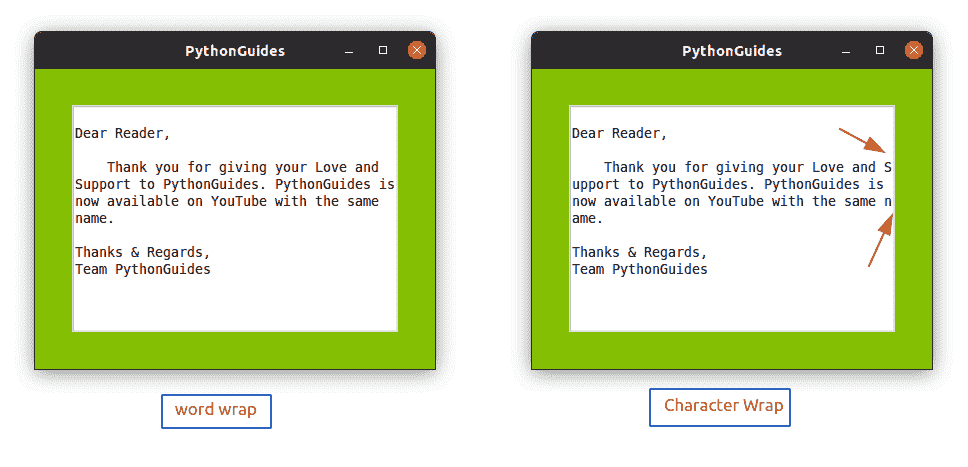 PythonGuides
Dear Reader,
    Thank you for giving your Love and
Support to PythonGuides. PythonGuides is
now available on YouTube with the same
name.
Thanks & Regards,
Team PythonGuides
word wrap
PythonGuides
Dear Reader,
    Thank you for giving your Love and S
upport to PythonGuides. PythonGuides is
now available on YouTube with the same n
ame.
Thanks & Regards,
Team PythonGuides
Character Wrap